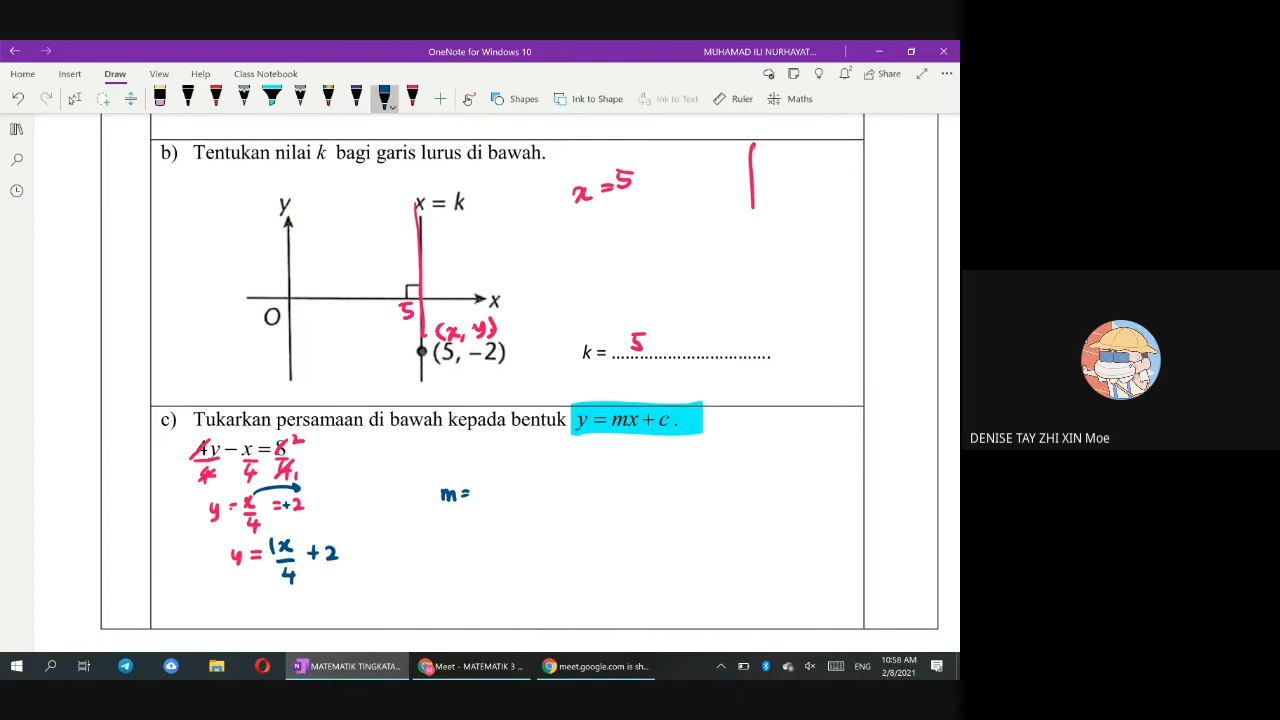 OneNote for Windows 10
MUHAMAD ILI NURHAYAT...
Home Insert Draw View Help Class Notebook
Share
Shapes Ink to Shape Ink to Text Ruler Maths
b) Tentukan nilai k bagi garis lurus di bawah.
x = 5
y
x = k
x
O
5
(x, y)
(5, −2)
k = ................................
5
c) Tukarkan persamaan di bawah kepada bentuk y = mx + c .
4y − x = 8 2
4 4 4 1
y - x/4 = +2
m =
y = 1x/4 + 2
DENISE TAY ZHI XIN Moe
MATEMATIK TINGKATA...
Meet - MATEMATIK 3 ...
meet.google.com is sh...
ENG
10:58 AM
2/8/2021